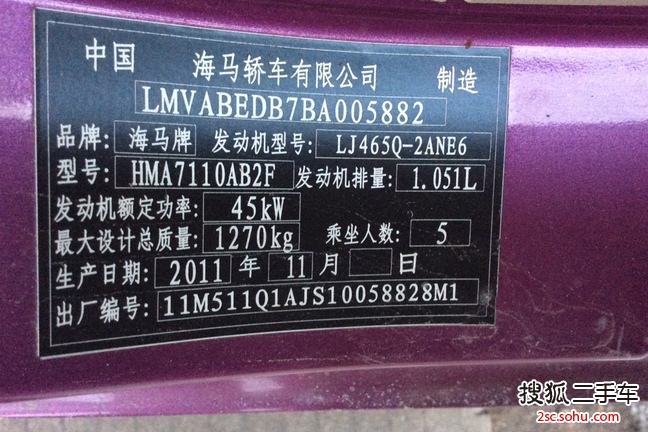 中国 海马轿车有限公司 制造
LMVABEDB7BA005882
品牌: 海马牌 发动机型号: LJ465Q-2ANE6
型号: HMA7110AB2F 发动机排量: 1.051L
发动机额定功率: 45kW
最大设计总质量: 1270kg 乘坐人数: 5
生产日期: 2011 年 11 月 日
出厂编号: 11M511Q1AJS10058828M1
搜狐二手车
2sc.sohu.com